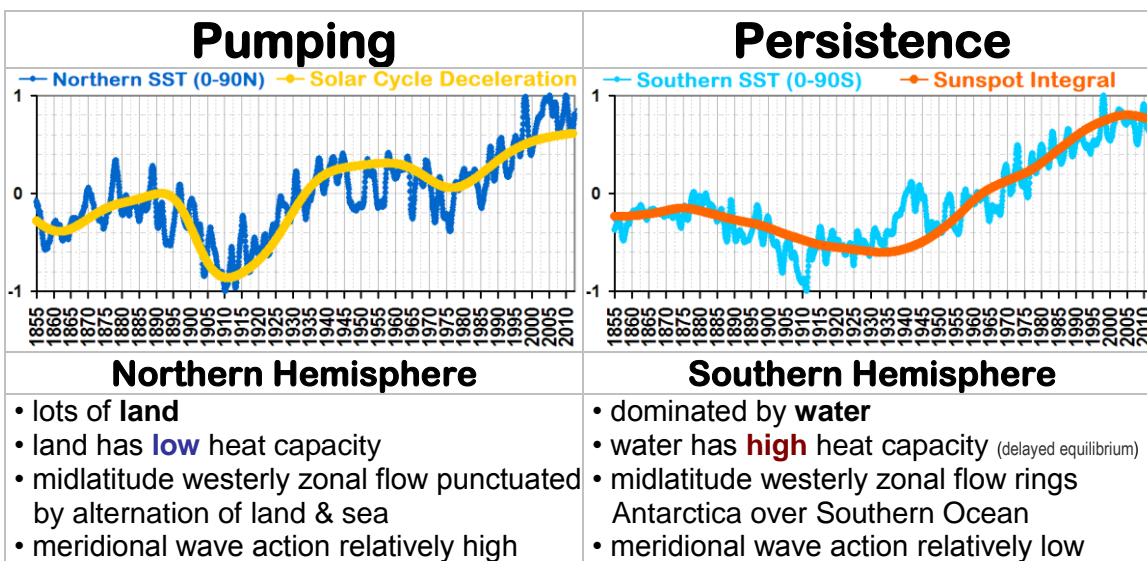 Pumping
Northern SST (0-90N) Solar Cycle Deceleration
1
0
-1
1855 1860 1865 1870 1875 1880 1885 1890 1895 1900 1905 1910 1915 1920 1925 1930 1935 1940 1945 1950 1955 1960 1965 1970 1975 1980 1985 1990 1995 2000 2005 2010
Northern Hemisphere
• lots of land
• land has low heat capacity
• midlatitude westerly zonal flow punctuated
by alternation of land & sea
• meridional wave action relatively high
Persistence
Southern SST (0-90S) Sunspot Integral
1
0
-1
1855 1860 1865 1870 1875 1880 1885 1890 1895 1900 1905 1910 1915 1920 1925 1930 1935 1940 1945 1950 1955 1960 1965 1970 1975 1980 1985 1990 1995 2000 2005
Southern Hemisphere
• dominated by water
• water has high heat capacity (delayed equilibrium)
• midlatitude westerly zonal flow rings
Antarctica over Southern Ocean
• meridional wave action relatively low